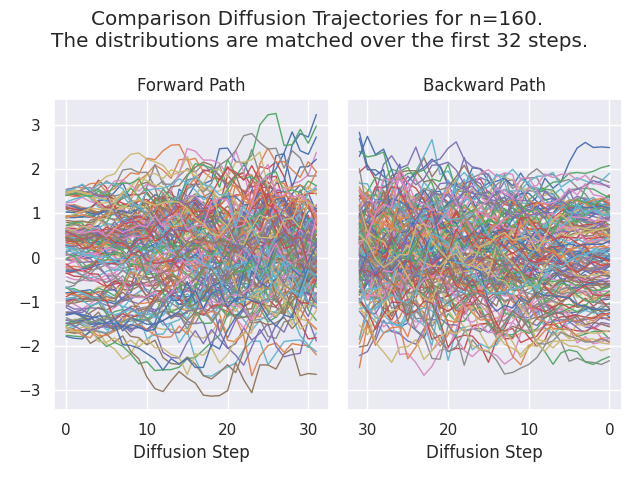 Comparison Diffusion Trajectories for n=160.
The distributions are matched over the first 32 steps.
Forward Path
Backward Path
3
2
1
0
−1
−2
−3
0 10 20 30
30 20 10 0
Diffusion Step
Diffusion Step